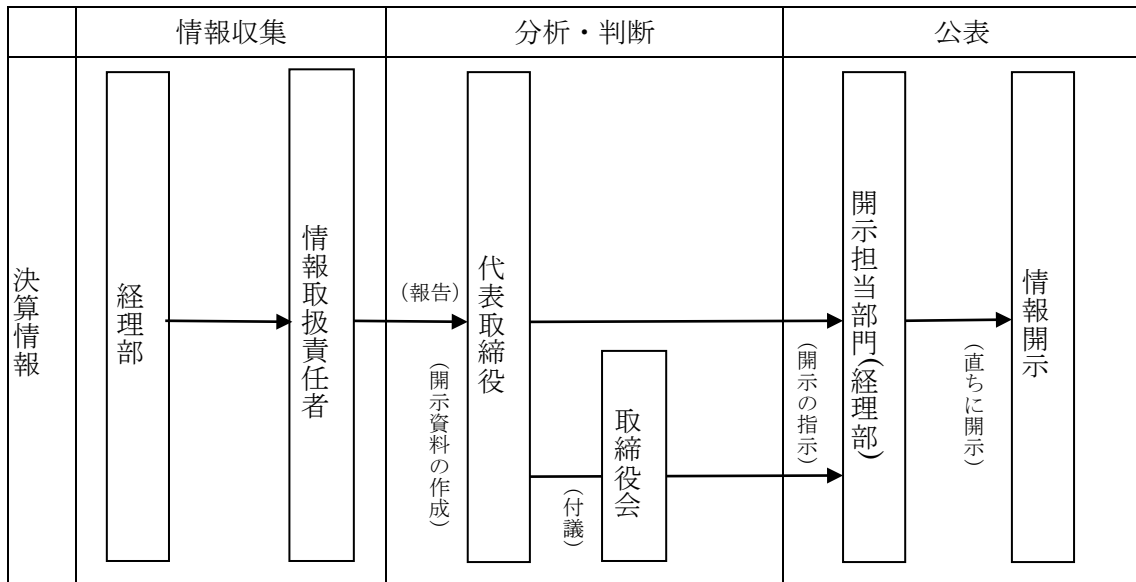 情報収集
分析・判断
公表
決算情報
経理部
情報取扱責任者
（報告）
（開示資料の作成）
代表取締役
（付議）
取締役会
（開示の指示）
開示担当部門(経理部)
（直ちに開示）
情報開示